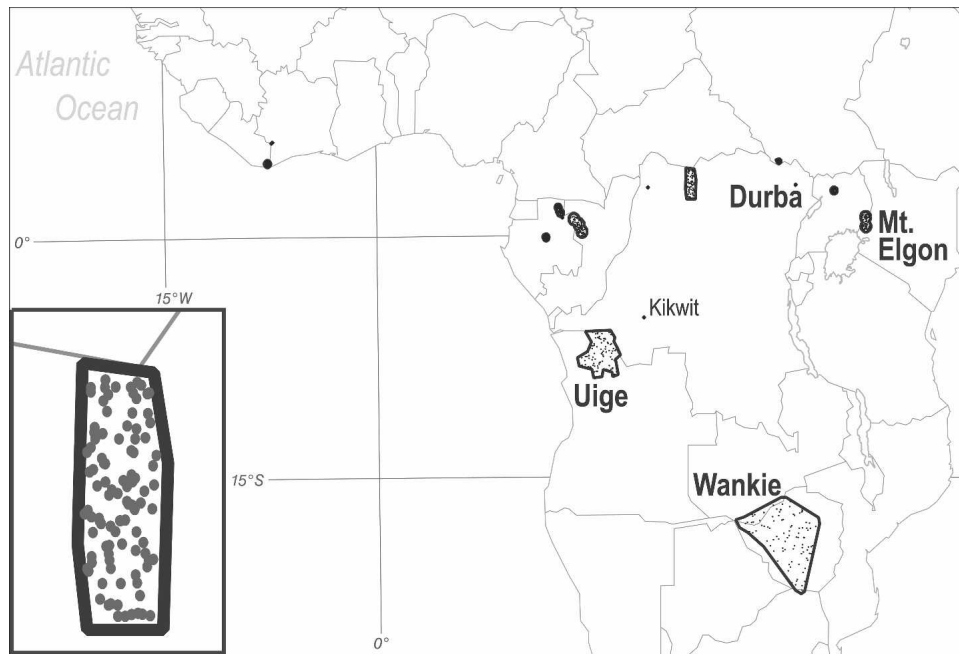 Atlantic
Ocean
Durba
Mt.
Elgon
0°
15°W
Kikwit
Uige
15°S
Wankie
0°